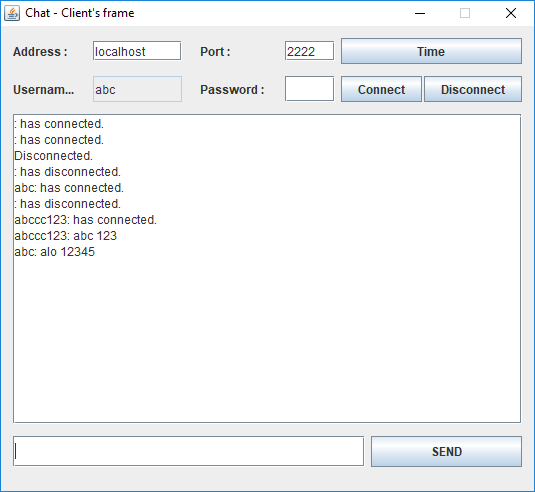 Chat - Client's frame
Address : localhost Port : 2222 Time
Usernam... abc Password : Connect Disconnect
: has connected.
: has connected.
Disconnected.
: has disconnected.
abc: has connected.
: has disconnected.
abccc123: has connected.
abccc123: abc 123
abc: alo 12345
SEND